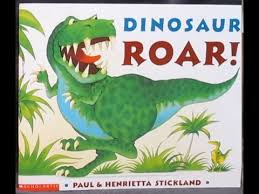 DINOSAUR
ROAR!
SCHOLASTIC
PAUL & HENRIETTA STICKLAND